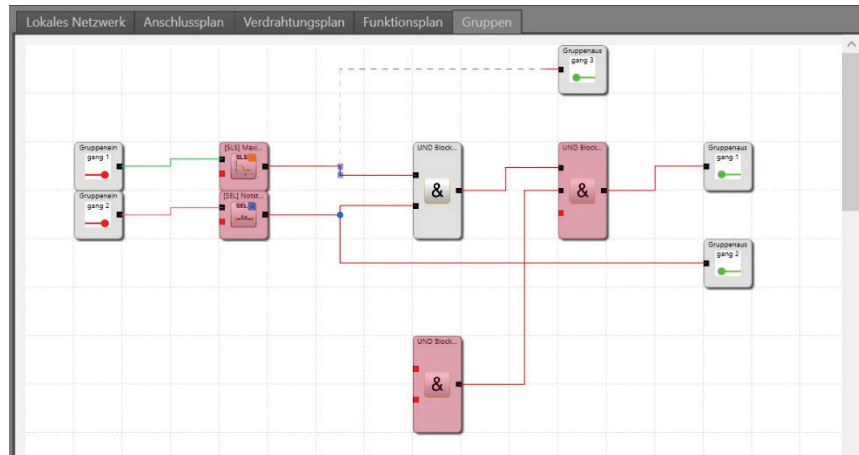 Lokales Netzwerk Anschlussplan Verdrahtungsplan Funktionsplan Gruppen
Gruppenaus
gang 3
Gruppenein
gang 1
[SLS] Maxi...
SLS
UND Block...
&
UND Block...
&
Gruppenaus
gang 1
Gruppenein
gang 2
[SEL] Notst...
SEL
Gruppenaus
gang 2
UND Block...
&